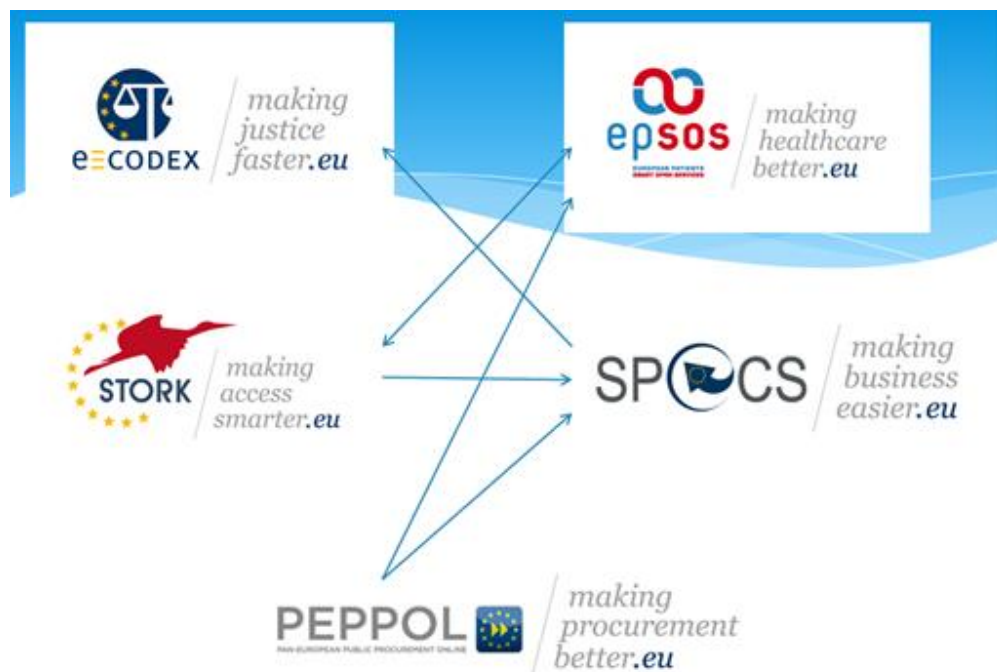 making
justice
faster.eu
e-CODEX
making
healthcare
better.eu
epsos
EUROPEAN PATIENTS
SMART OPEN SERVICES
STORK
making
access
smarter.eu
SPOCS
making
business
easier.eu
PEPPOL
PAN-EUROPEAN PUBLIC PROCUREMENT ONLINE
making
procurement
better.eu